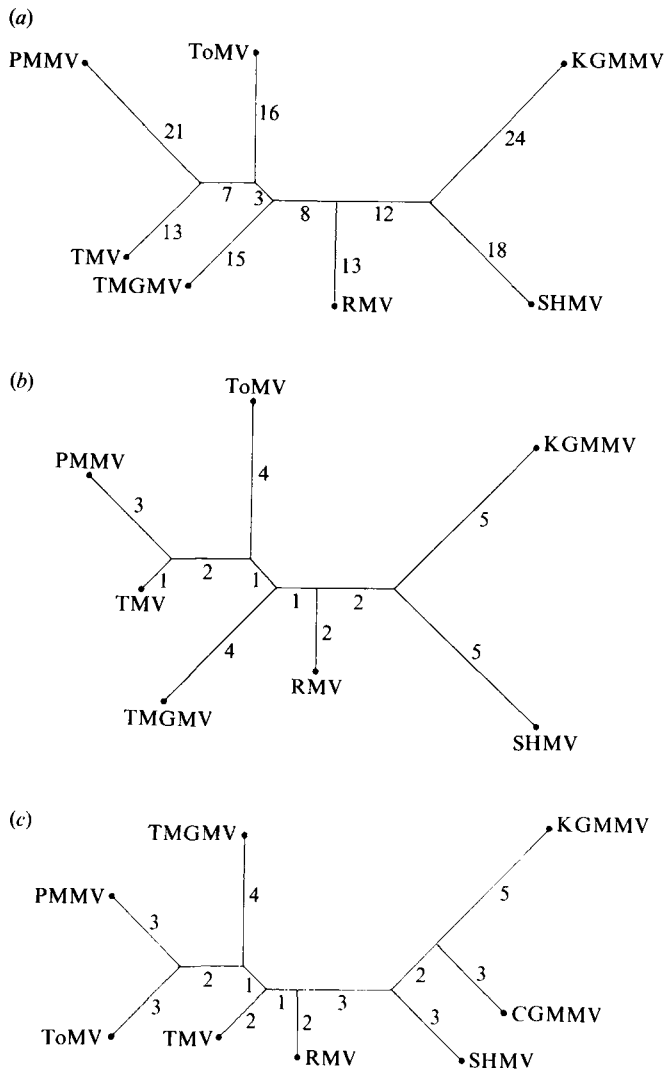 (a)
PMMV ToMV KGMMV
21 16 24
7 3 8 12
TMV 13 15 13 18
TMGMV RMV SHMV
(b)
ToMV
PMMV KGMMV
3 4 5
1 2 1 1 2
TMV 4 2 5
TMGMV RMV SHMV
(c)
TMGMV KGMMV
PMMV 3 4 5
2 1 1 3 2 3
ToMV 3 TMV 2 2 3 CGMMV
RMV SHMV